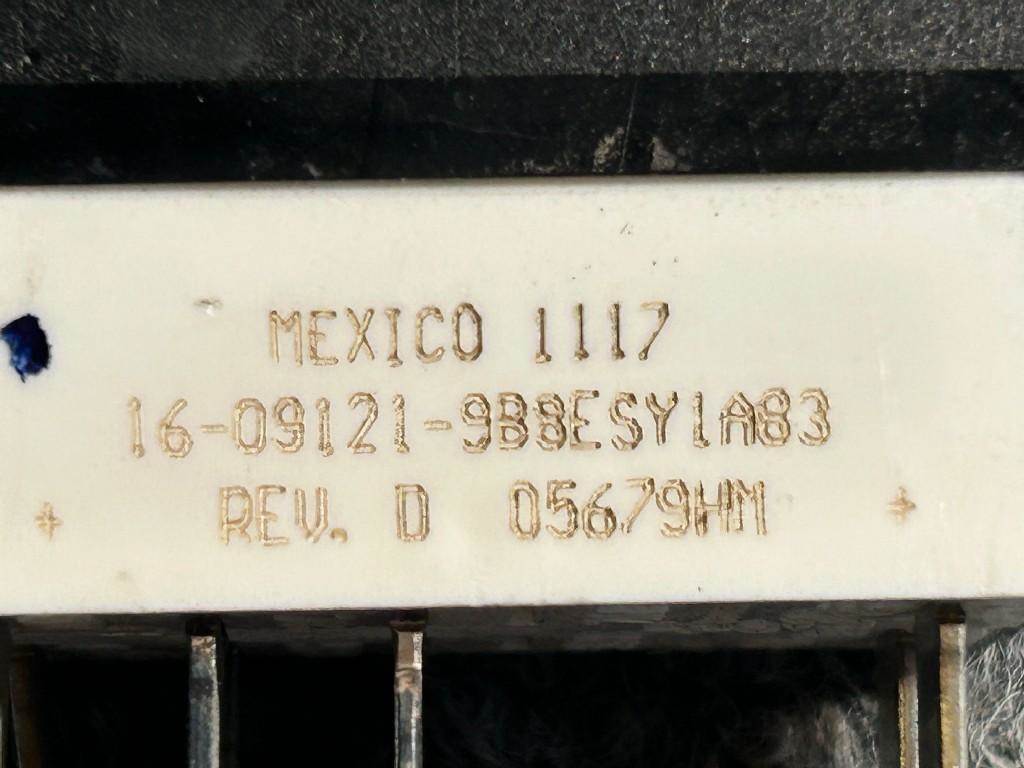 MEXICO 1117
16-09121-9B8ESY1A83
REV. D 05679HM